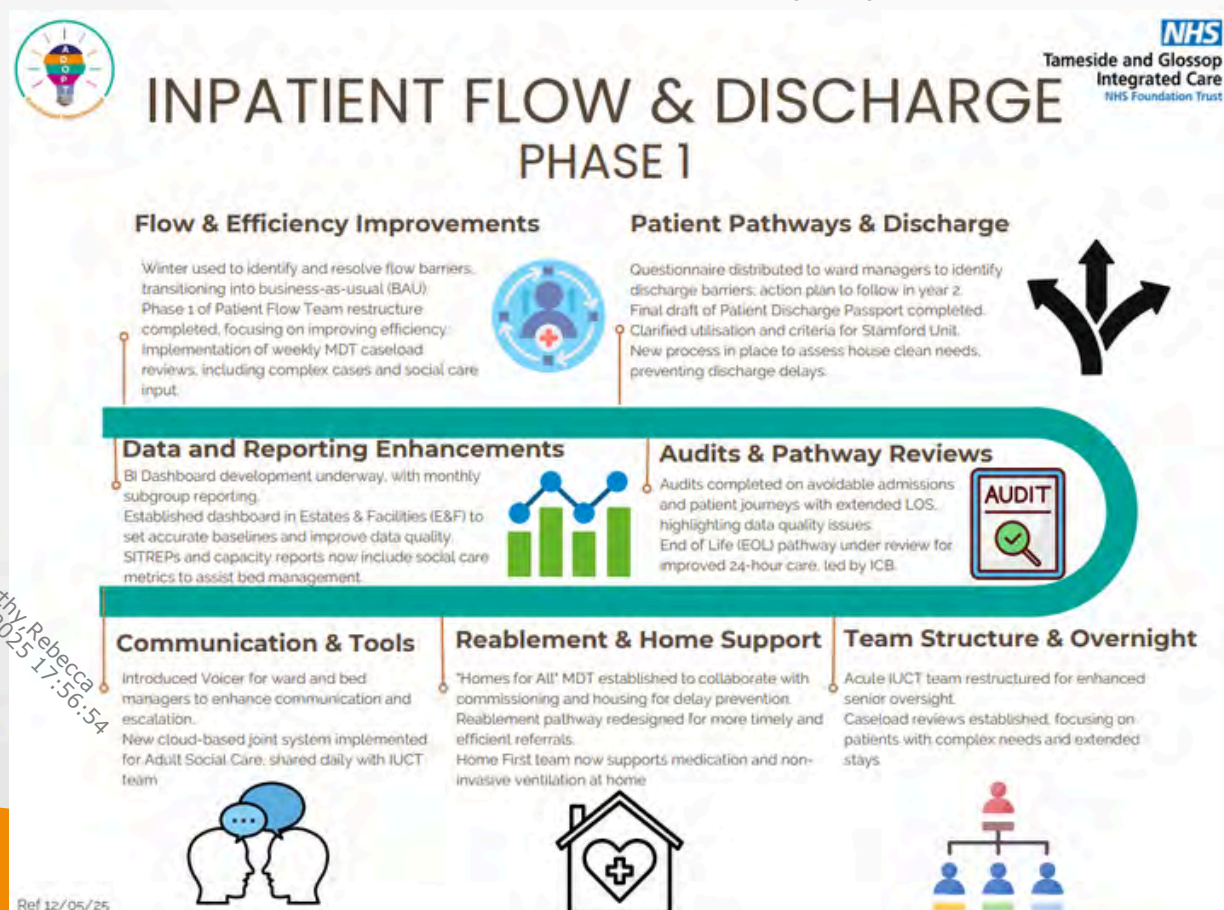 ADOPT
NHS
Tameside and Glossop
Integrated Care
NHS Foundation Trust
INPATIENT FLOW & DISCHARGE
PHASE 1
Flow & Efficiency Improvements
Winter used to identify and resolve flow barriers,
transitioning into business-as-usual (BAU).
Phase 1 of Patient Flow Team restructure
completed, focusing on improving efficiency.
Implementation of weekly MDT caseload
reviews, including complex cases and social care
input.
Patient Pathways & Discharge
Questionnaire distributed to ward managers to identify
discharge barriers; action plan to follow in year 2.
Final draft of Patient Discharge Passport completed.
Clarified utilisation and criteria for Stamford Unit.
New process in place to assess house clean needs,
preventing discharge delays.
Data and Reporting Enhancements
BI Dashboard development underway, with monthly
subgroup reporting.
Established dashboard in Estates & Facilities (E&F) to
set accurate baselines and improve data quality.
SITREPs and capacity reports now include social care
metrics to assist bed management.
Audits & Pathway Reviews
Audits completed on avoidable admissions
and patient journeys with extended LOS,
highlighting data quality issues.
End of Life (EOL) pathway under review for
improved 24-hour care, led by ICB.
AUDIT
Communication & Tools
Introduced Voicer for ward and bed
managers to enhance communication and
escalation.
New cloud-based joint system implemented
for Adult Social Care, shared daily with IUCT
team
Reablement & Home Support
"Homes for All" MDT established to collaborate with
commissioning and housing for delay prevention.
Reablement pathway redesigned for more timely and
efficient referrals.
Home First team now supports medication and non-
invasive ventilation at home
Team Structure & Overnight
Acute IUCT team restructured for enhanced
senior oversight.
Caseload reviews established, focusing on
patients with complex needs and extended
stays.
Rebecca
17:56:54
Ref 12/05/25